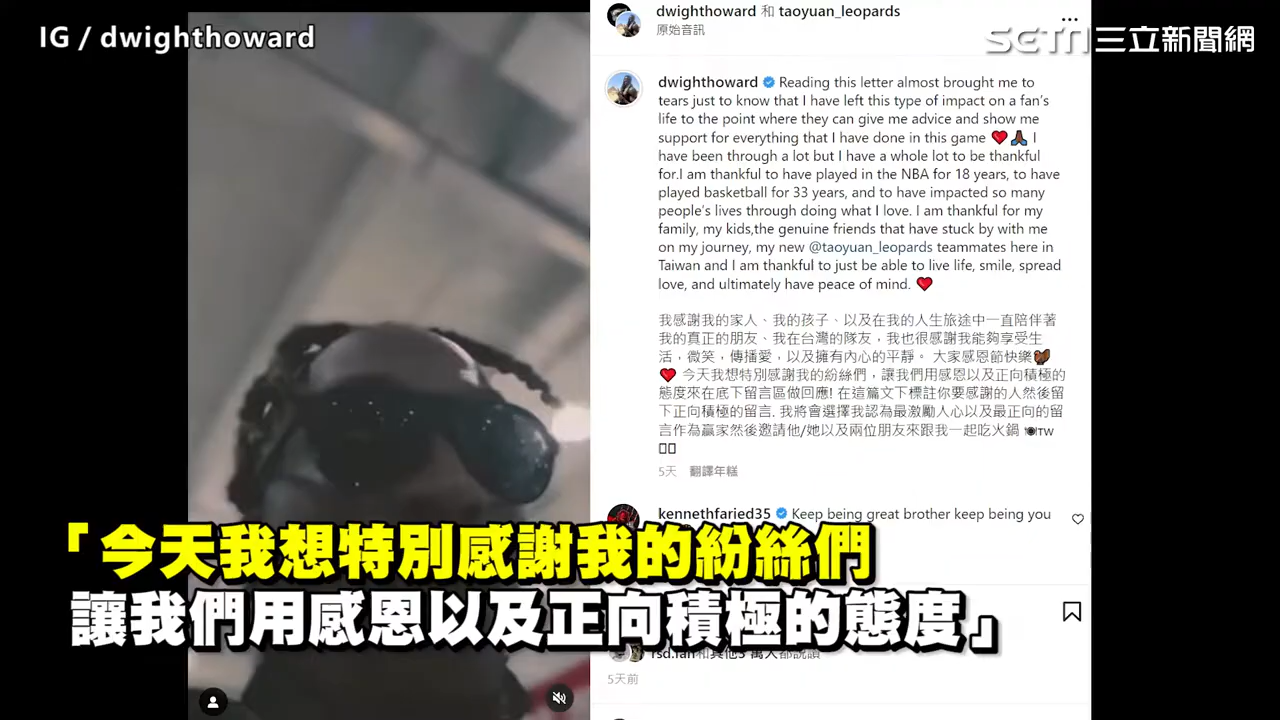 IG / dwighthoward
SETN三立新聞網
dwighthoward 和 taoyuan_leopards
原始音訊
dwighthoward Reading this letter almost brought me to
tears just to know that I have left this type of impact on a fan's
life to the point where they can give me advice and show me
support for everything that I have done in this game ❤️🙏🏾 I
have been through a lot but I have a whole lot to be thankful
for.I am thankful to have played in the NBA for 18 years, to have
played basketball for 33 years, and to have impacted so many
people's lives through doing what I love. I am thankful for my
family, my kids,the genuine friends that have stuck by with me
on my journey, my new @taoyuan_leopards teammates here in
Taiwan and I am thankful to just be able to live life, smile, spread
love, and ultimately have peace of mind. ❤️
我感謝我的家人、我的孩子、以及在我的人生旅途中一直陪伴著
我的真正的朋友、我在台灣的隊友，我也很感謝我能夠享受生
活，微笑，傳播愛，以及擁有內心的平靜。 大家感恩節快樂🦃
❤️ 今天我想特別感謝我的紛絲們，讓我們用感恩以及正向積極的
態度來在底下留言區做回應! 在這篇文下標註你要感謝的人然後留
下正向積極的留言, 我將會選擇我認為最激勵人心以及最正向的留
言作為贏家然後邀請他/她以及兩位朋友來跟我一起吃火鍋 🍽️TW
5天 翻譯年糕
kennethfaried35 Keep being great brother keep being you
「今天我想特別感謝我的紛絲們
讓我們用感恩以及正向積極的態度」
5天前